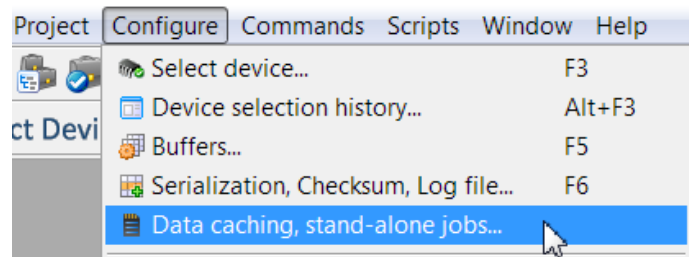 Project Configure Commands Scripts Window Help
Select device... F3
Device selection history... Alt+F3
ct Devi
Buffers... F5
Serialization, Checksum, Log file... F6
Data caching, stand-alone jobs...